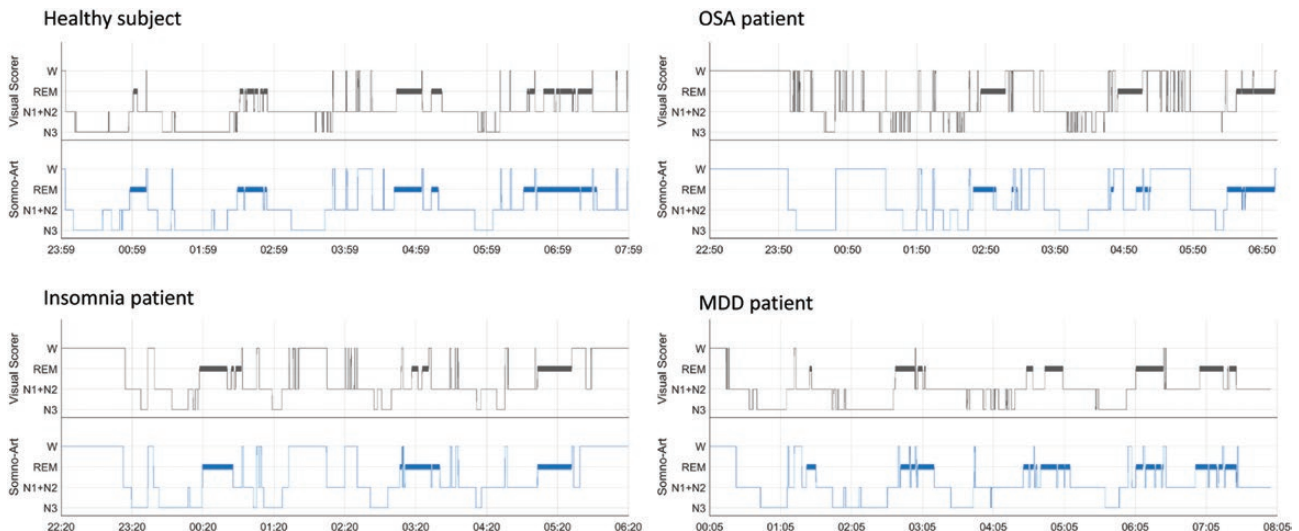 Healthy subject
Visual Scorer
W
REM
N1+N2
N3
Somno-Art
W
REM
N1+N2
N3
23:59 00:59 01:59 02:59 03:59 04:59 05:59 06:59 07:59
OSA patient
Visual Scorer
W
REM
N1+N2
N3
Somno-Art
W
REM
N1+N2
N3
22:50 23:50 00:50 01:50 02:50 03:50 04:50 05:50 06:50
Insomnia patient
Visual Scorer
W
REM
N1+N2
N3
Somno-Art
W
REM
N1+N2
N3
22:20 23:20 00:20 01:20 02:20 03:20 04:20 05:20 06:20
MDD patient
Visual Scorer
W
REM
N1+N2
N3
Somno-Art
W
REM
N1+N2
N3
00:05 01:05 02:05 03:05 04:05 05:05 06:05 07:05 08:05